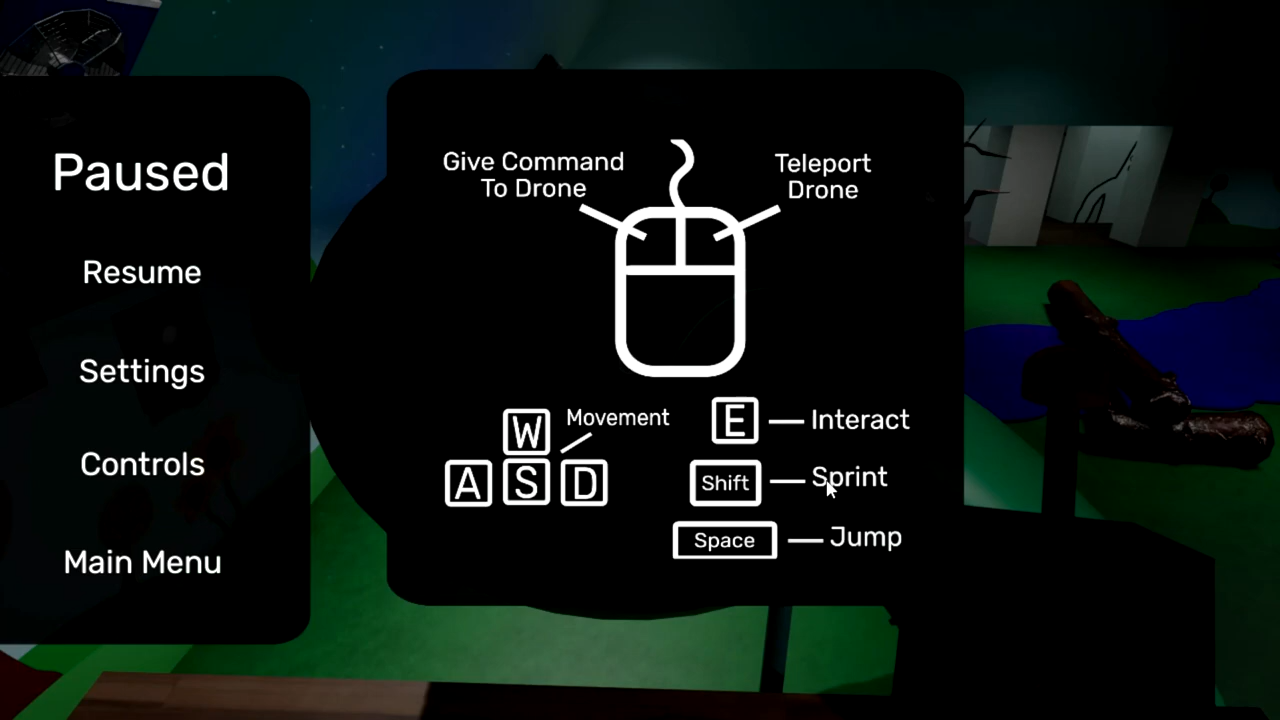 Paused
Resume
Settings
Controls
Main Menu
Give Command
To Drone
Teleport
Drone
W
Movement
A S D
E Interact
Shift Sprint
Space Jump